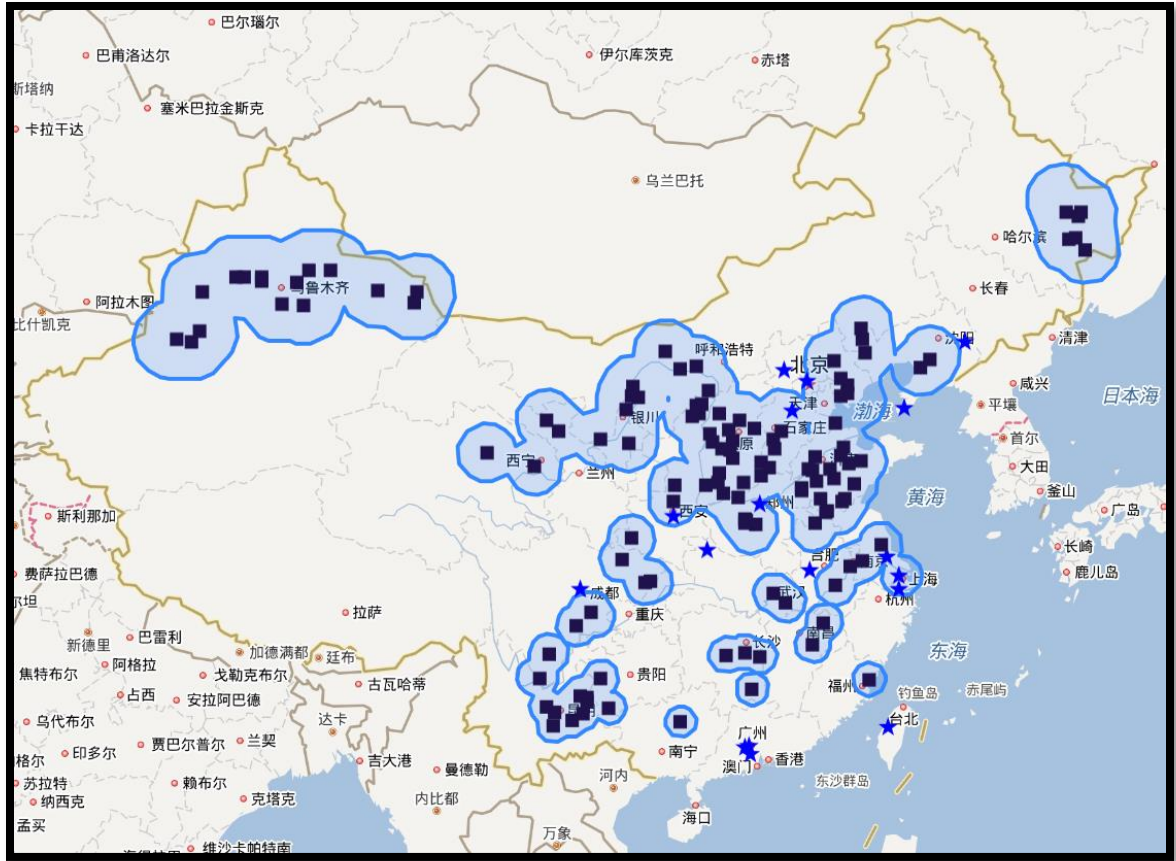 巴尔瑙尔
巴甫洛达尔
伊尔库茨克
赤塔
斯塔纳
塞米巴拉金斯克
卡拉干达
乌兰巴托
哈尔滨
乌鲁木齐
长春
阿拉木图
比什凯克
沈阳
清津
呼和浩特
北京
咸兴
天津
渤海
平壤
日本海
银川
石家庄
原
首尔
西宁
兰州
大田
釜山
黄海
广岛
斯利那加
西安
郑州
长崎
合肥
南京
鹿儿岛
费萨拉巴德
尔坦
上海
成都
武汉
杭州
拉萨
重庆
新德里
巴雷利
南昌
加德满都
廷布
长沙
东海
阿格拉
焦特布尔
戈勒克布尔
古瓦哈蒂
贵阳
占西
安拉阿巴德
福州
钓鱼岛
赤尾屿
乌代布尔
达卡
台北
贾巴尔普尔
兰契
广州
印多尔
南宁
格尔
吉大港
曼德勒
澳门
香港
苏拉特
赖布尔
河内
东沙群岛
纳西克
克塔克
内比都
海口
孟买
万象
维沙卡帕特南